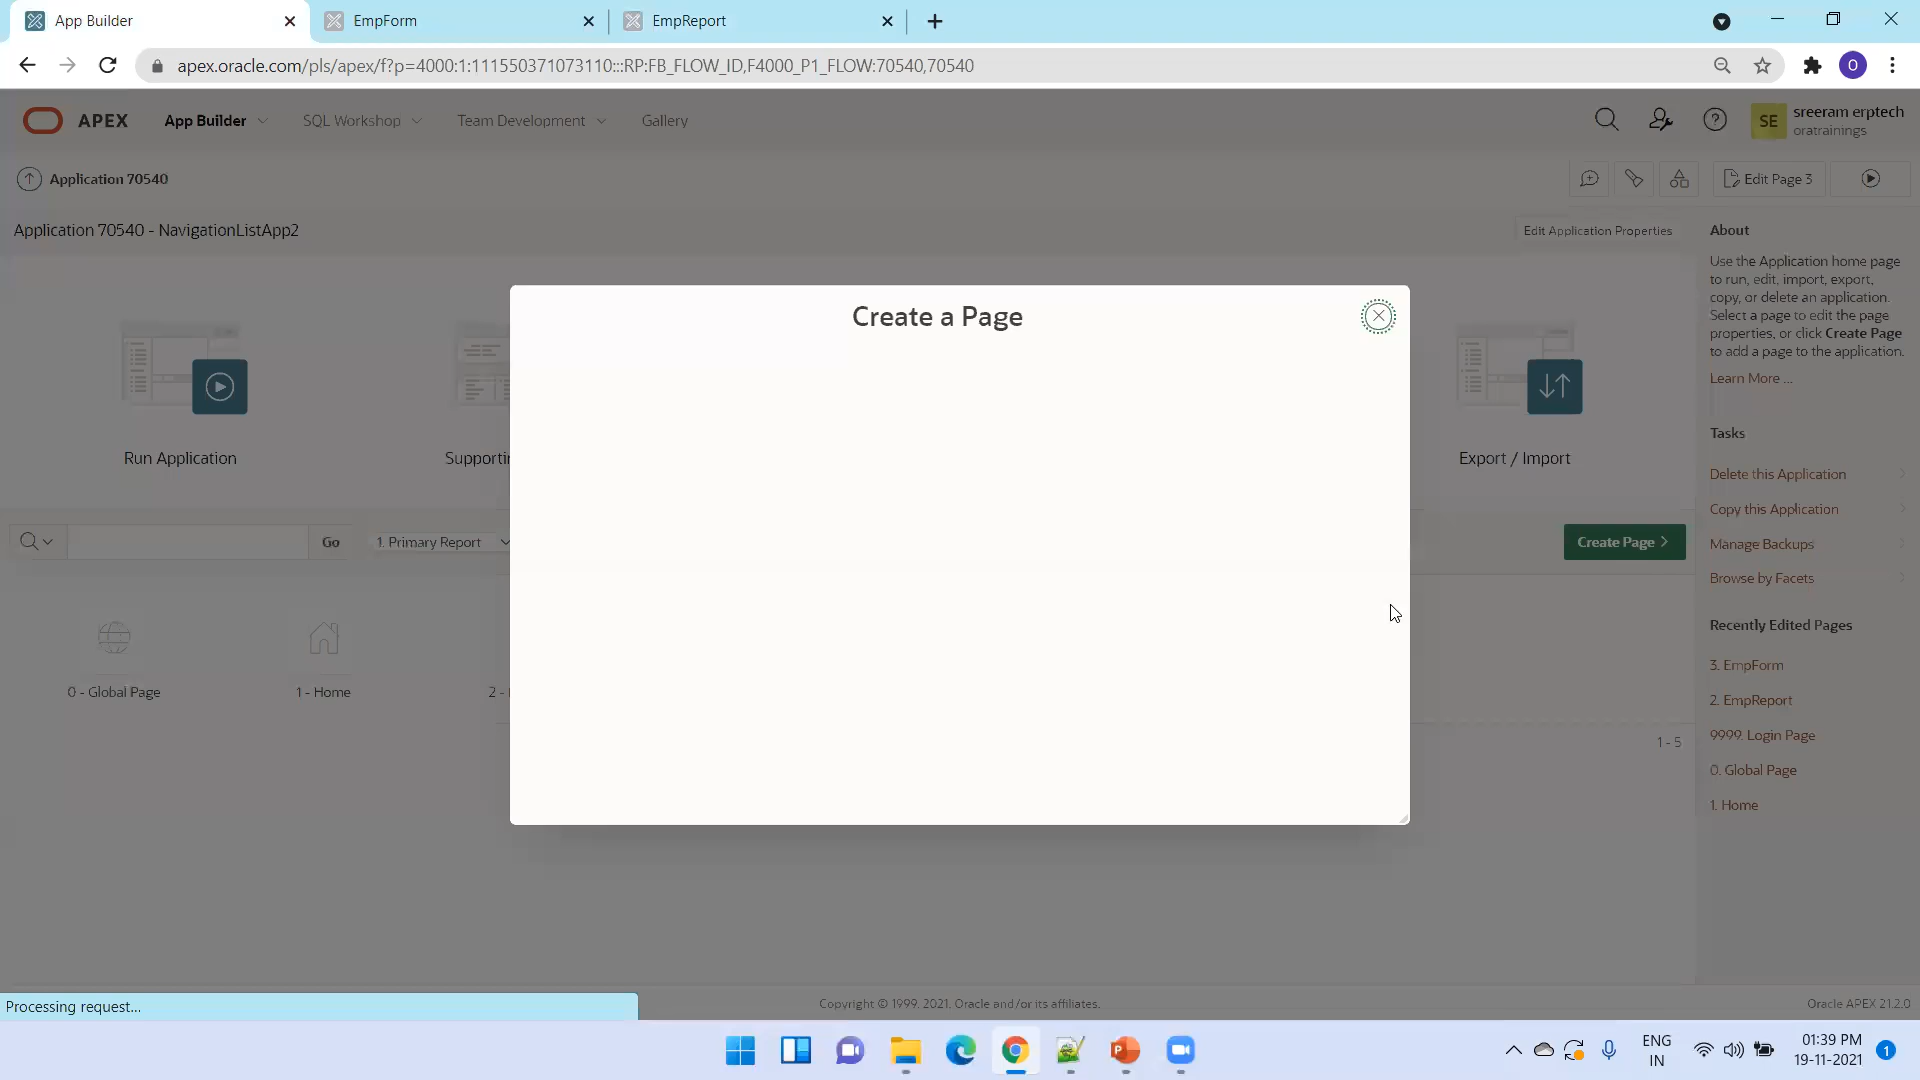 App Builder
EmpForm
EmpReport
apex.oracle.com/pls/apex/f?p=4000:1:111550371073110:::RP:FB_FLOW_ID,F4000_P1_FLOW:70540,70540
O
APEX
App Builder
SQL Workshop
Team Development
Gallery
SE
sreeram erptech
oratrainings
Application 70540
Edit Page 3
Application 70540 - NavigationListApp2
Edit Application Properties
About
Use the Application home page
to run, edit, import, export,
copy, or delete an application.
Select a page to edit the page
properties, or click Create Page
to add a page to the application.
Learn More ...
Create a Page
Run Application
Supporti
Export / Import
Tasks
Delete this Application
Copy this Application
Manage Backups
Browse by Facets
Go
1. Primary Report
Create Page
0 - Global Page
1 - Home
2 -
1 - 5
Recently Edited Pages
3. EmpForm
2. EmpReport
9999. Login Page
0. Global Page
1. Home
Processing request...
Copyright © 1999, 2021, Oracle and/or its affiliates.
Oracle APEX 21.2.0
ENG
IN
01:39 PM
19-11-2021
1